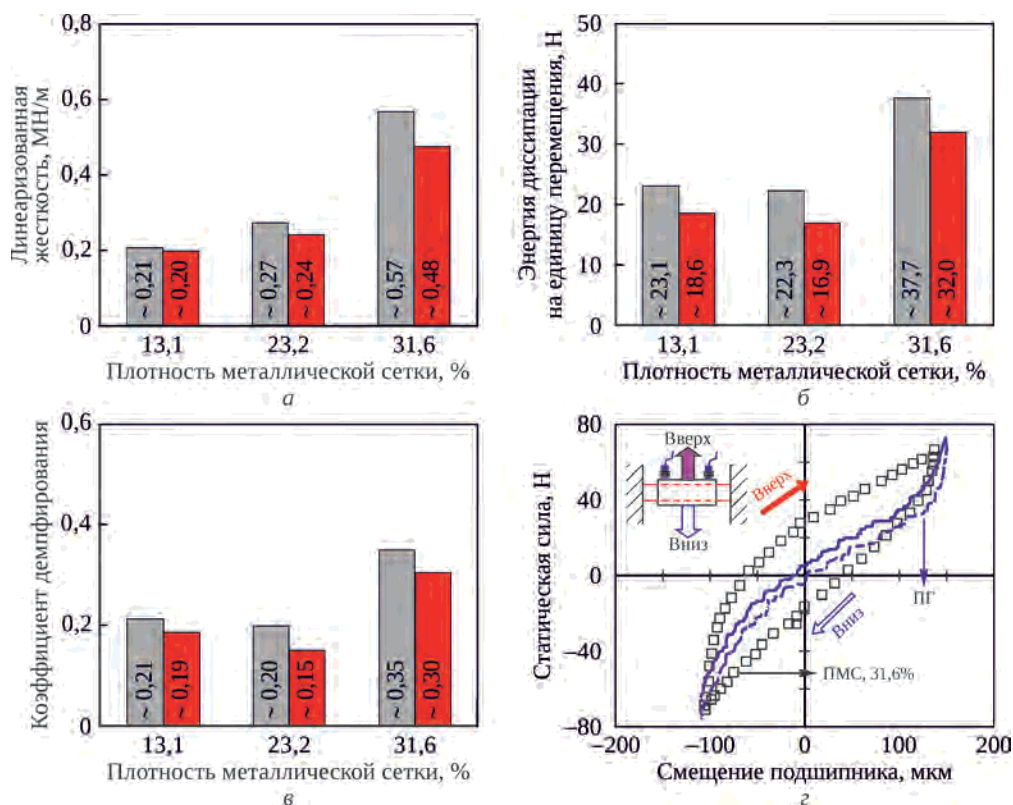 0,8
0,6
0,4
0,2
0
Линеаризованная
жесткость, МН/м
~ 0,21
~ 0,20
~ 0,27
~ 0,24
~ 0,57
~ 0,48
13,1
23,2
31,6
Плотность металлической сетки, %
а
50
40
30
20
10
0
Энергия диссипации
на единицу перемещения, Н
~ 23,1
~ 18,6
~ 22,3
~ 16,9
~ 37,7
~ 32,0
13,1
23,2
31,6
Плотность металлической сетки, %
б
0,6
0,4
0,2
0
Коэффициент демпфирования
~ 0,21
~ 0,19
~ 0,20
~ 0,15
~ 0,35
~ 0,30
13,1
23,2
31,6
Плотность металлической сетки, %
в
80
40
0
−40
−80
Статическая сила, Н
Вверх
Вниз
Вверх
Вниз
ПГ
ПМС, 31,6%
−200
−100
0
100
200
Смещение подшипника, мкм
г